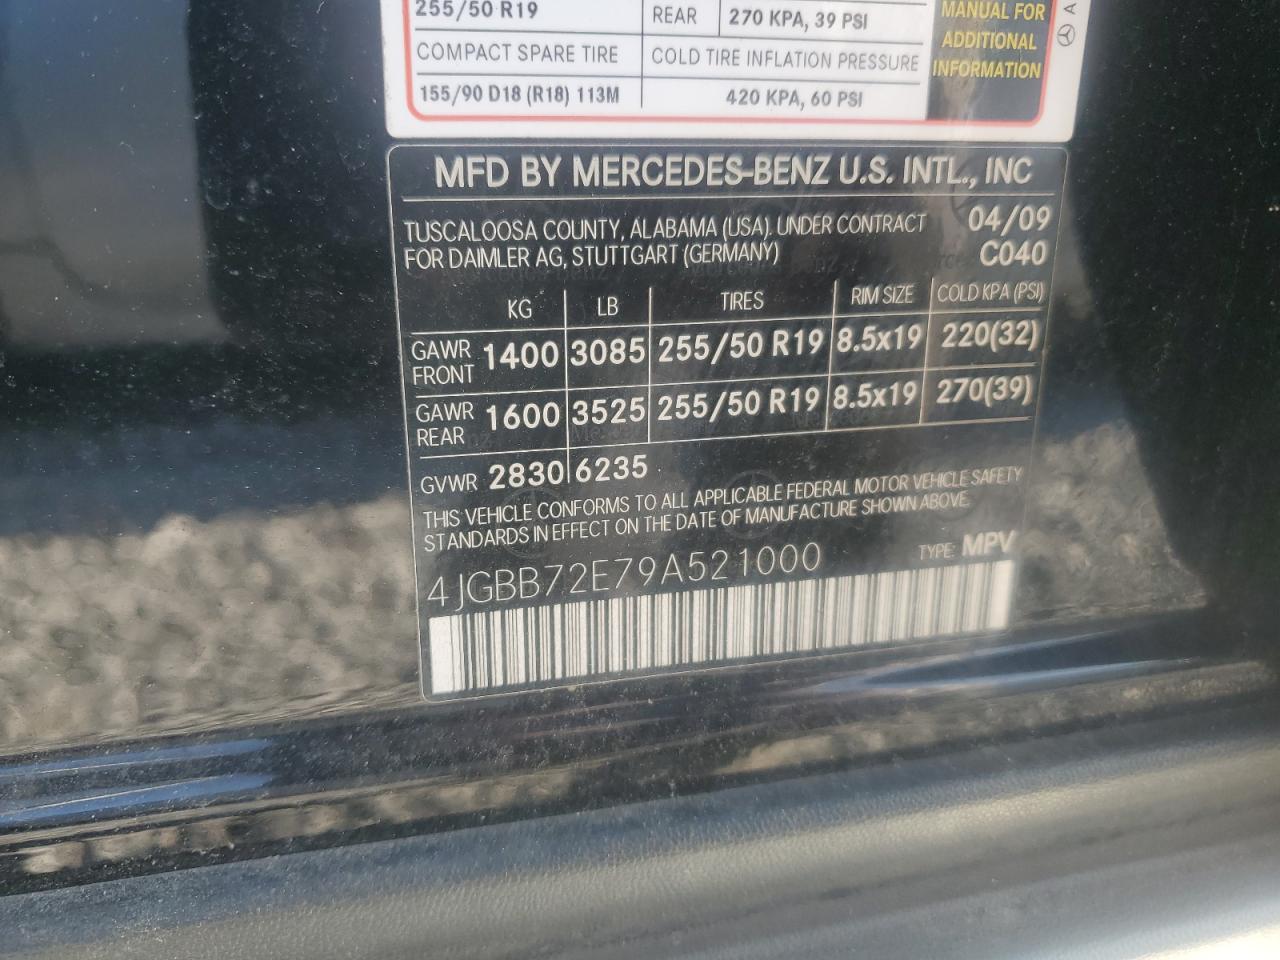 255/50 R19 REAR 270 KPA, 39 PSI
MANUAL FOR
ADDITIONAL
INFORMATION
COMPACT SPARE TIRE COLD TIRE INFLATION PRESSURE
155/90 D18 (R18) 113M 420 KPA, 60 PSI
A
MFD BY MERCEDES-BENZ U.S. INTL., INC
TUSCALOOSA COUNTY, ALABAMA (USA). UNDER CONTRACT 04/09
FOR DAIMLER AG, STUTTGART (GERMANY) C040
KG LB TIRES RIM SIZE COLD KPA (PSI)
GAWR FRONT 1400 3085 255/50 R19 8.5x19 220(32)
GAWR REAR 1600 3525 255/50 R19 8.5x19 270(39)
GVWR 2830 6235
THIS VEHICLE CONFORMS TO ALL APPLICABLE FEDERAL MOTOR VEHICLE SAFETY
STANDARDS IN EFFECT ON THE DATE OF MANUFACTURE SHOWN ABOVE.
4JGBB72E79A521000 TYPE: MPV